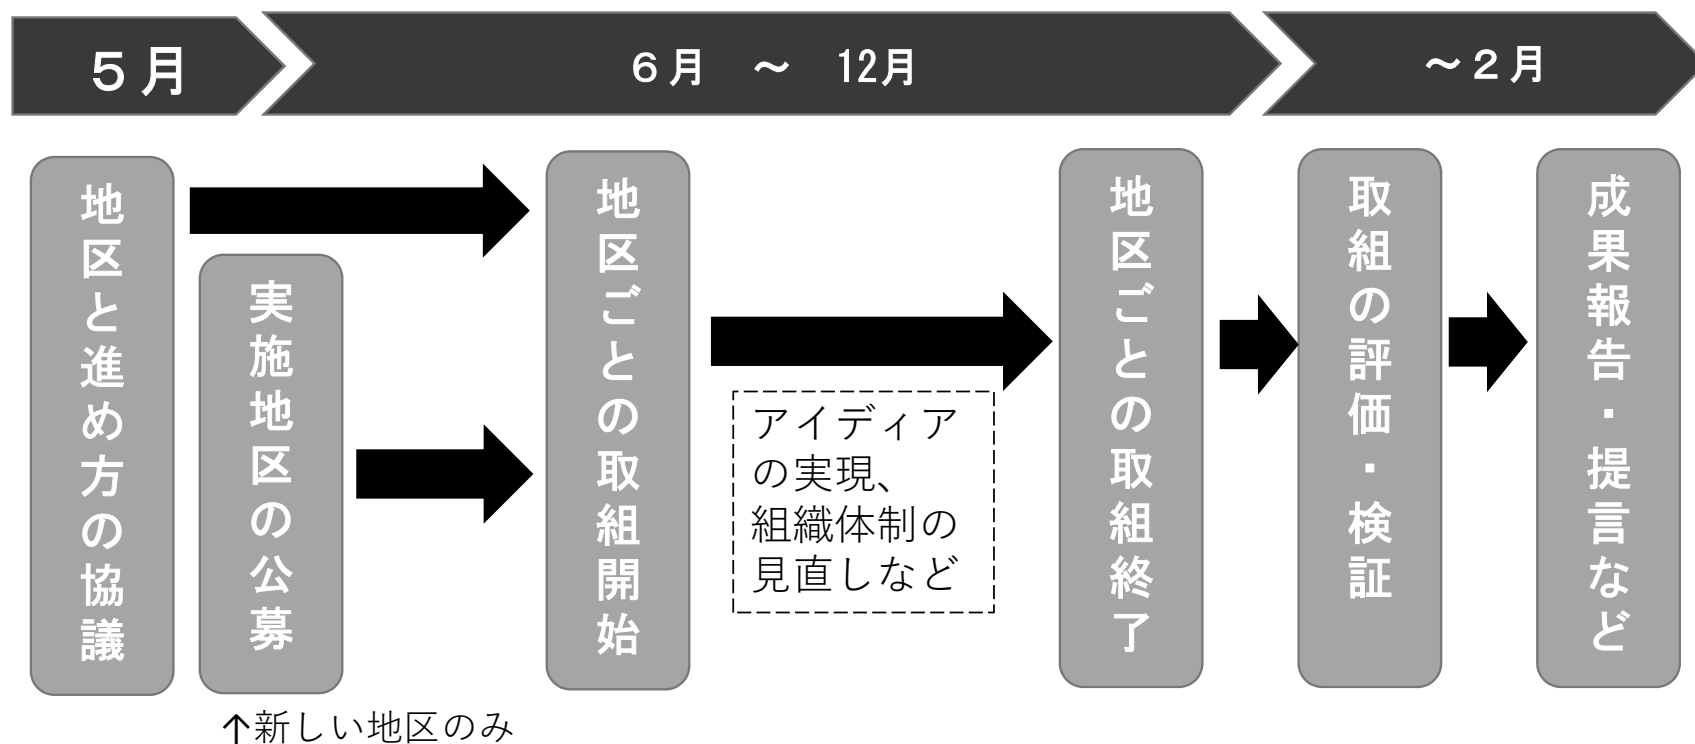 ５月
６月　～　12月
～２月
地区と進め方の協議
実施地区の公募
地区ごとの取組開始
アイディア
の実現、
組織体制の
見直しなど
地区ごとの取組終了
取組の評価・検証
成果報告・提言など
↑新しい地区のみ